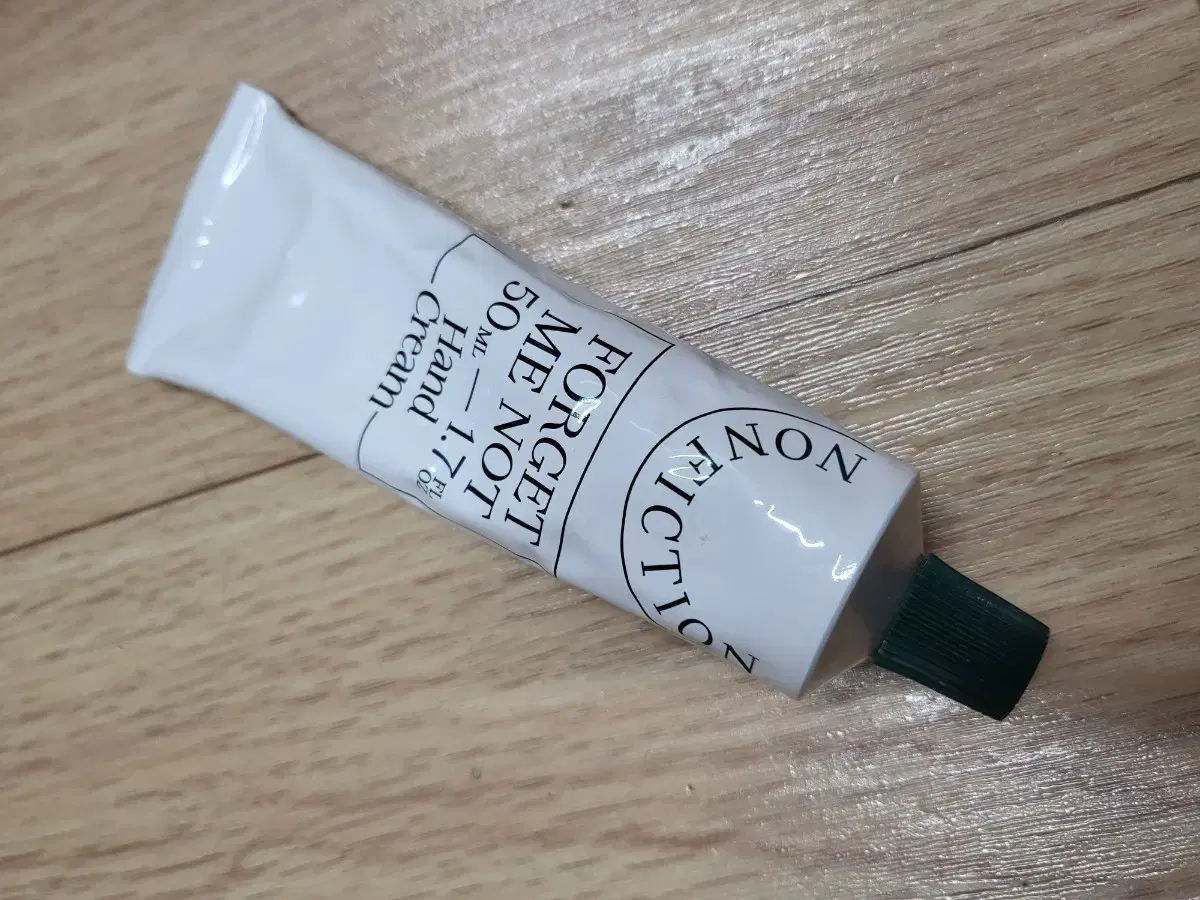 NONFICTION
FORGET
ME NOT
50ML — 1.7 FL OZ
Hand
Cream